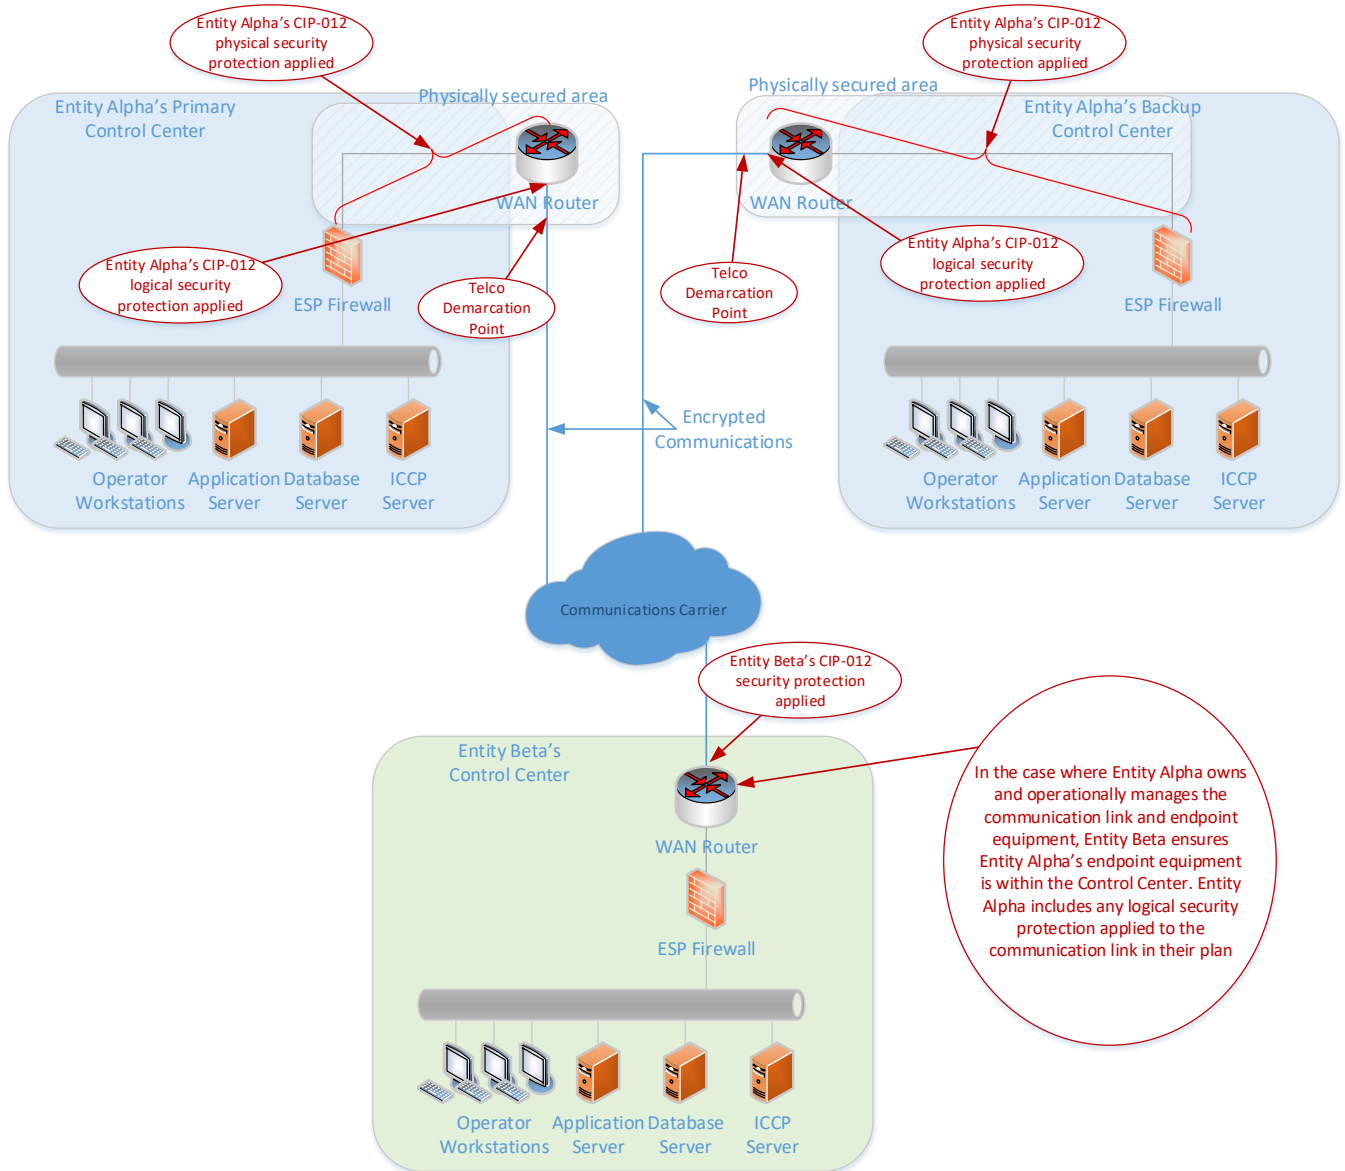 Entity Alpha's CIP-012
physical security
protection applied
Entity Alpha's CIP-012
physical security
protection applied
Entity Alpha's Primary
Control Center
Physically secured area
Physically secured area
Entity Alpha's Backup
Control Center
WAN Router
WAN Router
Entity Alpha's CIP-012
logical security
protection applied
Telco
Demarcation
Point
Telco
Demarcation
Point
Entity Alpha's CIP-012
logical security
protection applied
ESP Firewall
ESP Firewall
Encrypted
Communications
Operator
Workstations
Application
Server
Database
Server
ICCP
Server
Operator
Workstations
Application
Server
Database
Server
ICCP
Server
Communications Carrier
Entity Beta's CIP-012
security protection
applied
Entity Beta's
Control Center
WAN Router
In the case where Entity Alpha owns
and operationally manages the
communication link and endpoint
equipment, Entity Beta ensures
Entity Alpha's endpoint equipment
is within the Control Center. Entity
Alpha includes any logical security
protection applied to the
communication link in their plan
ESP Firewall
Operator
Workstations
Application
Server
Database
Server
ICCP
Server